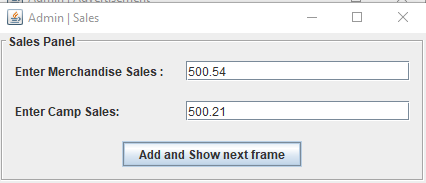 Admin | Advertisement
Admin | Sales
Sales Panel
Enter Merchandise Sales :
500.54
Enter Camp Sales:
500.21
Add and Show next frame